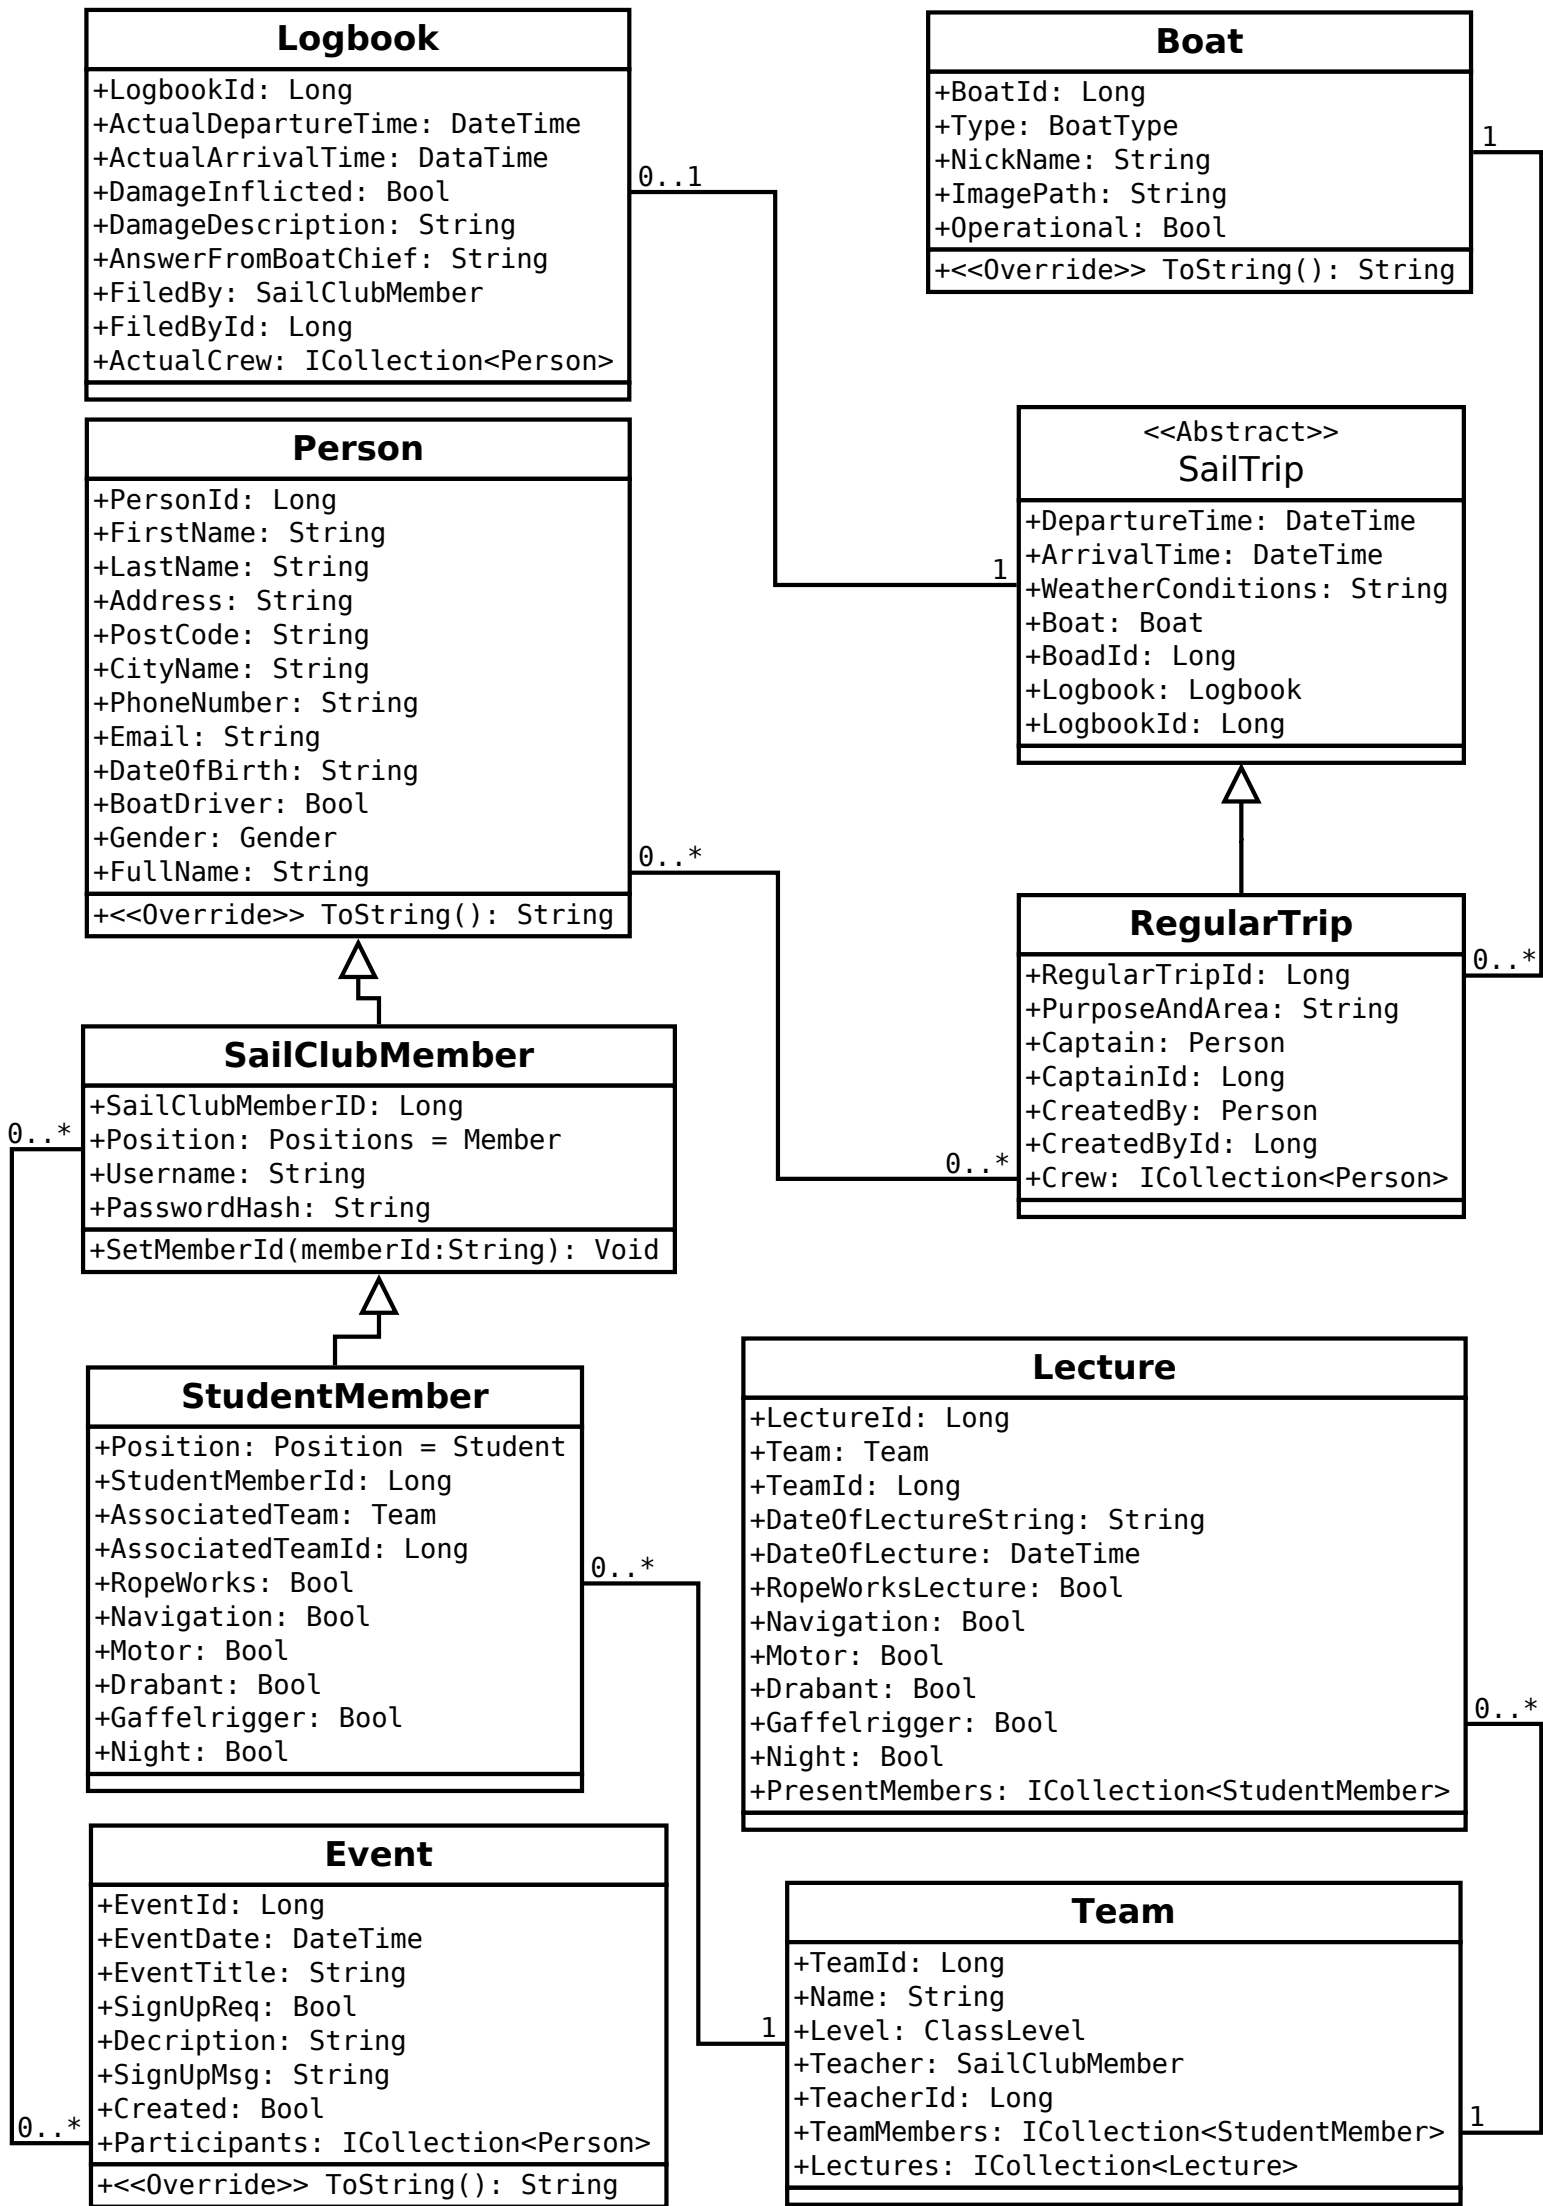 Logbook
+LogbookId: Long
+ActualDepartureTime: DateTime
+ActualArrivalTime: DataTime
+DamageInflicted: Bool
+DamageDescription: String
+AnswerFromBoatChief: String
+FiledBy: SailClubMember
+FiledById: Long
+ActualCrew: ICollection<Person>
0..1
Boat
+BoatId: Long
+Type: BoatType
+NickName: String
+ImagePath: String
+Operational: Bool
+<<Override>> ToString(): String
1
Person
+PersonId: Long
+FirstName: String
+LastName: String
+Address: String
+PostCode: String
+CityName: String
+PhoneNumber: String
+Email: String
+DateOfBirth: String
+BoatDriver: Bool
+Gender: Gender
+FullName: String
+<<Override>> ToString(): String
0..*
<<Abstract>>
SailTrip
+DepartureTime: DateTime
+ArrivalTime: DateTime
+WeatherConditions: String
+Boat: Boat
+BoadId: Long
+Logbook: Logbook
+LogbookId: Long
1
RegularTrip
+RegularTripId: Long
+PurposeAndArea: String
+Captain: Person
+CaptainId: Long
+CreatedBy: Person
+CreatedById: Long
+Crew: ICollection<Person>
0..*
0..*
SailClubMember
+SailClubMemberID: Long
+Position: Positions = Member
+Username: String
+PasswordHash: String
+SetMemberId(memberId:String): Void
0..*
StudentMember
+Position: Position = Student
+StudentMemberId: Long
+AssociatedTeam: Team
+AssociatedTeamId: Long
+RopeWorks: Bool
+Navigation: Bool
+Motor: Bool
+Drabant: Bool
+Gaffelrigger: Bool
+Night: Bool
0..*
Lecture
+LectureId: Long
+Team: Team
+TeamId: Long
+DateOfLectureString: String
+DateOfLecture: DateTime
+RopeWorksLecture: Bool
+Navigation: Bool
+Motor: Bool
+Drabant: Bool
+Gaffelrigger: Bool
+Night: Bool
+PresentMembers: ICollection<StudentMember>
0..*
Event
+EventId: Long
+EventDate: DateTime
+EventTitle: String
+SignUpReq: Bool
+Decription: String
+SignUpMsg: String
+Created: Bool
+Participants: ICollection<Person>
+<<Override>> ToString(): String
0..*
Team
+TeamId: Long
+Name: String
+Level: ClassLevel
+Teacher: SailClubMember
+TeacherId: Long
+TeamMembers: ICollection<StudentMember>
+Lectures: ICollection<Lecture>
1
1